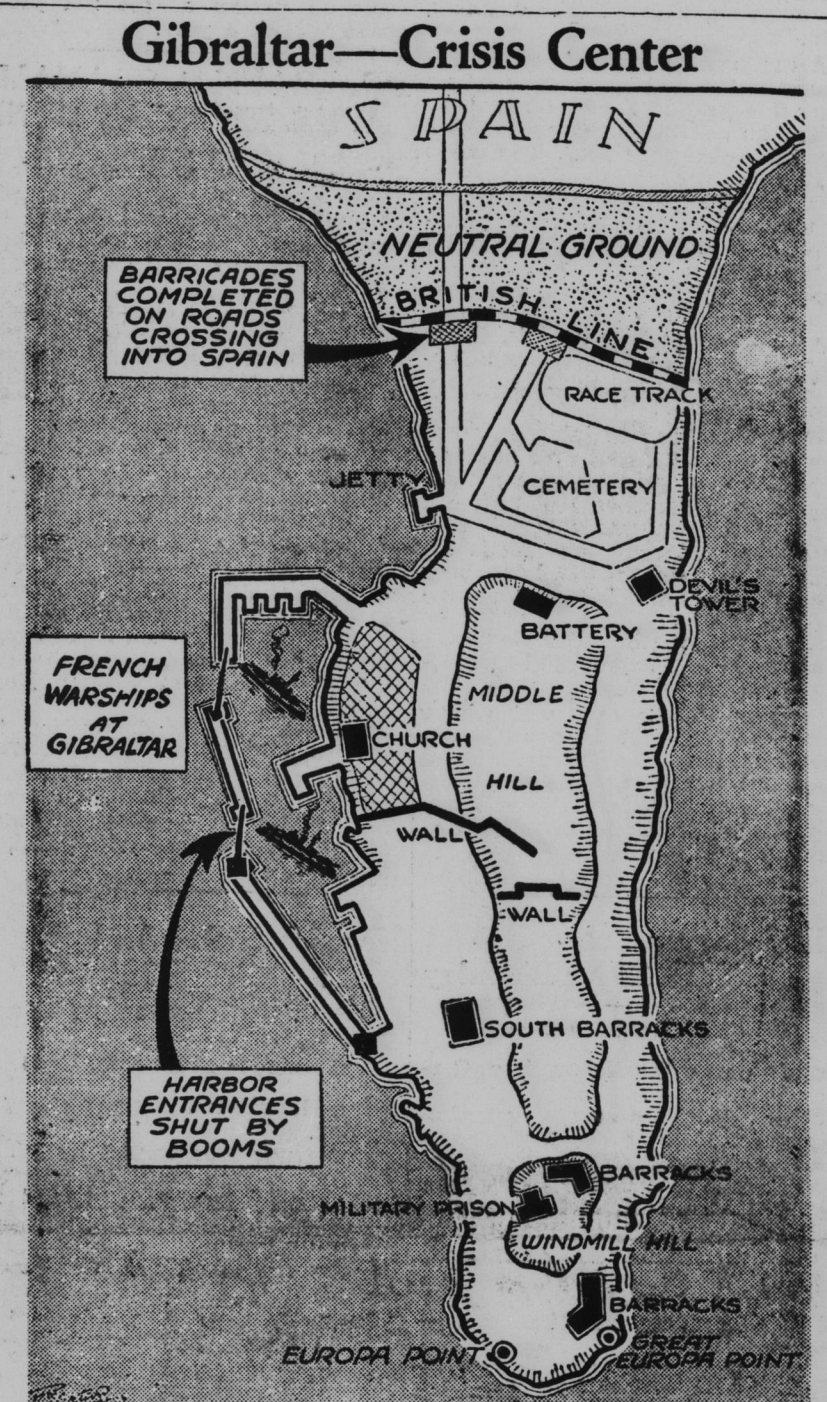 Gibraltar—Crisis Center
SPAIN
NEUTRAL GROUND
BARRICADES
COMPLETED
ON ROADS
CROSSING
INTO SPAIN
BRITISH LINE
RACE TRACK
JETTY
CEMETERY
DEVIL'S
TOWER
BATTERY
FRENCH
WARSHIPS
AT
GIBRALTAR
MIDDLE
HILL
CHURCH
WALL
WALL
SOUTH BARRACKS
HARBOR
ENTRANCES
SHUT BY
BOOMS
BARRACKS
MILITARY PRISON
WINDMILL HILL
BARRACKS
EUROPA POINT
GREAT
EUROPA POINT